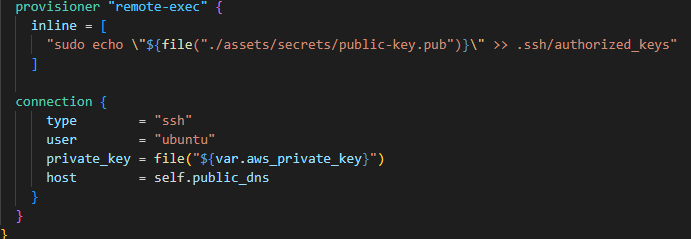 provisioner "remote-exec" {
inline = [
"sudo echo \"${file("./assets/secrets/public-key.pub")}\" >> .ssh/authorized_keys"
]
connection {
type = "ssh"
user = "ubuntu"
private_key = file("${var.aws_private_key}")
host = self.public_dns
}
}
}